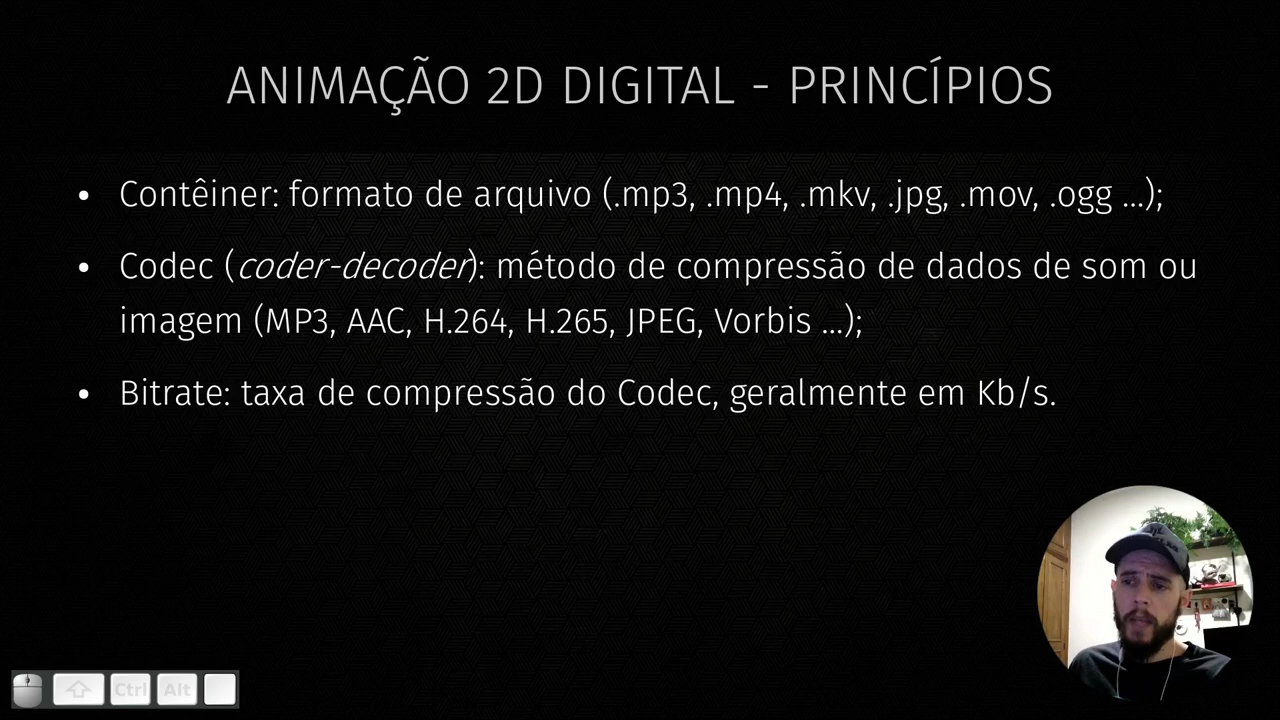 ANIMAÇÃO 2D DIGITAL - PRINCÍPIOS
• Contêiner: formato de arquivo (.mp3, .mp4, .mkv, .jpg, .mov, .ogg ...);
• Codec (coder-decoder): método de compressão de dados de som ou
imagem (MP3, AAC, H.264, H.265, JPEG, Vorbis ...);
• Bitrate: taxa de compressão do Codec, geralmente em Kb/s.
Ctrl Alt